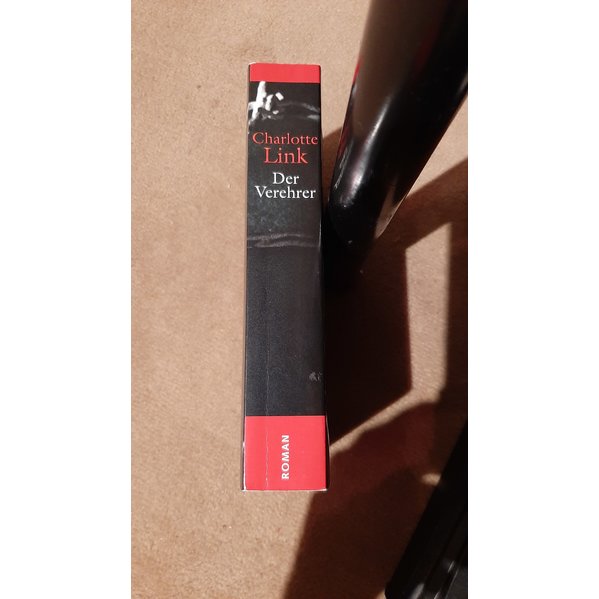 Charlotte
Link
Der
Verehrer
ROMAN